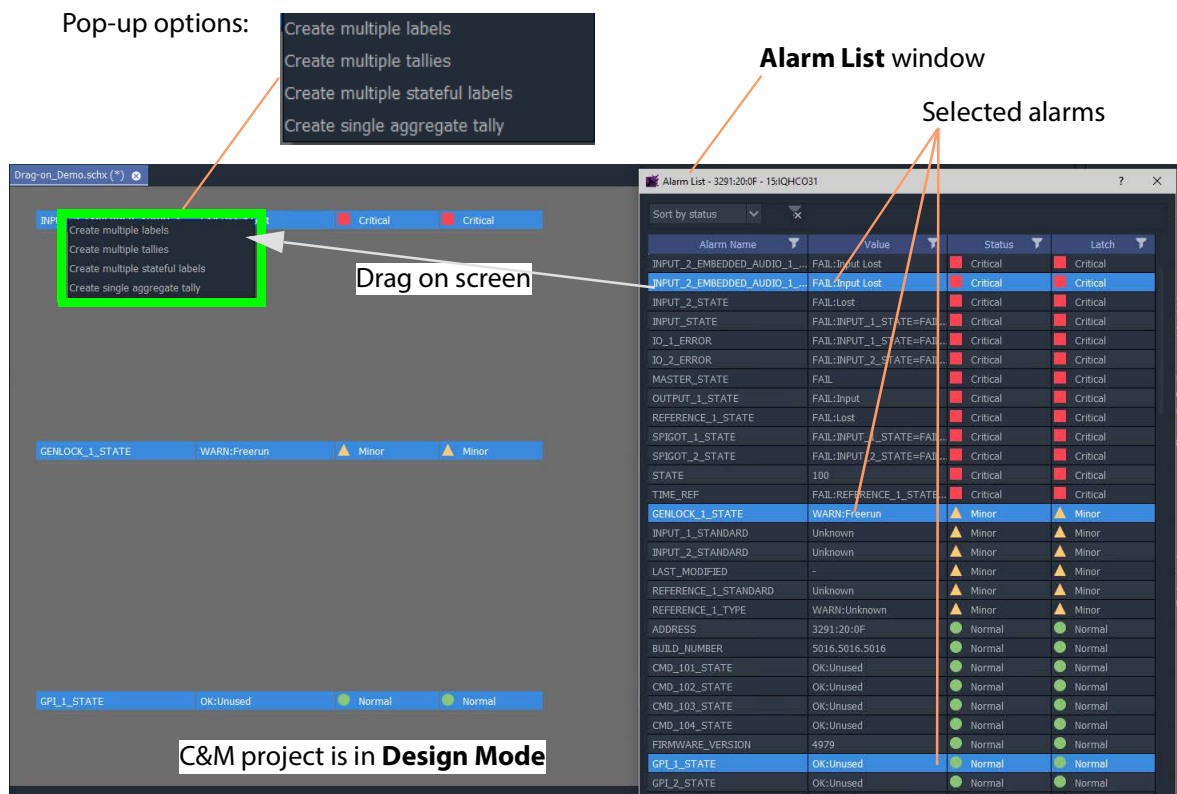 Pop-up options:
Create multiple labels
Create multiple tallies
Create multiple stateful labels
Create single aggregate tally
Alarm List window
Selected alarms
Drag-on_Demo.schx (*)
Critical Critical
Create multiple labels
Create multiple tallies
Create multiple stateful labels
Create single aggregate tally
Drag on screen
GENLOCK_1_STATE WARN:Freerun Minor Minor
GPI_1_STATE OK:Unused Normal Normal
C&M project is in Design Mode
Alarm List - 3291:20:0F - 15:IQHCO31 ?
Sort by status
Alarm Name Value Status Latch
INPUT_2_EMBEDDED_AUDIO_1_... FAIL:Input Lost Critical Critical
INPUT_2_EMBEDDED_AUDIO_1_... FAIL:Input Lost Critical Critical
INPUT_2_STATE FAIL:Lost Critical Critical
INPUT_STATE FAIL:INPUT_1_STATE=FAIL... Critical Critical
IO_1_ERROR FAIL:INPUT_1_STATE=FAIL... Critical Critical
IO_2_ERROR FAIL:INPUT_2_STATE=FAIL... Critical Critical
MASTER_STATE FAIL Critical Critical
OUTPUT_1_STATE FAIL:Input Critical Critical
REFERENCE_1_STATE FAIL:Lost Critical Critical
SPIGOT_1_STATE FAIL:INPUT_1_STATE=FAIL... Critical Critical
SPIGOT_2_STATE FAIL:INPUT_2_STATE=FAIL... Critical Critical
STATE 100 Critical Critical
TIME_REF FAIL:REFERENCE_1_STATE... Critical Critical
GENLOCK_1_STATE WARN:Freerun Minor Minor
INPUT_1_STANDARD Unknown Minor Minor
INPUT_2_STANDARD Unknown Minor Minor
LAST_MODIFIED - Minor Minor
REFERENCE_1_STANDARD Unknown Minor Minor
REFERENCE_1_TYPE WARN:Unknown Minor Minor
ADDRESS 3291:20:0F Normal Normal
BUILD_NUMBER 5016.5016.5016 Normal Normal
CMD_101_STATE OK:Unused Normal Normal
CMD_102_STATE OK:Unused Normal Normal
CMD_103_STATE OK:Unused Normal Normal
CMD_104_STATE OK:Unused Normal Normal
FIRMWARE_VERSION 4979 Normal Normal
GPI_1_STATE OK:Unused Normal Normal
GPI_2_STATE OK:Unused Normal Normal